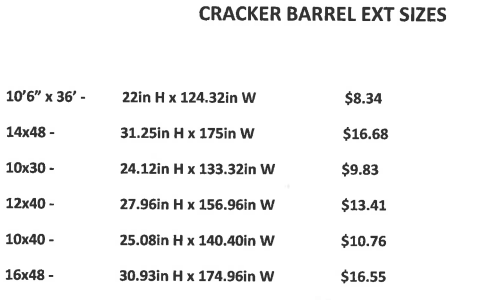 CRACKER BARREL EXT SIZES
10'6" x 36' - 22in H x 124.32in W $8.34
14x48 - 31.25in H x 175in W $16.68
10x30 - 24.12in H x 133.32in W $9.83
12x40 - 27.96in H x 156.96in W $13.41
10x40 - 25.08in H x 140.40in W $10.76
16x48 - 30.93in H x 174.96in W $16.55